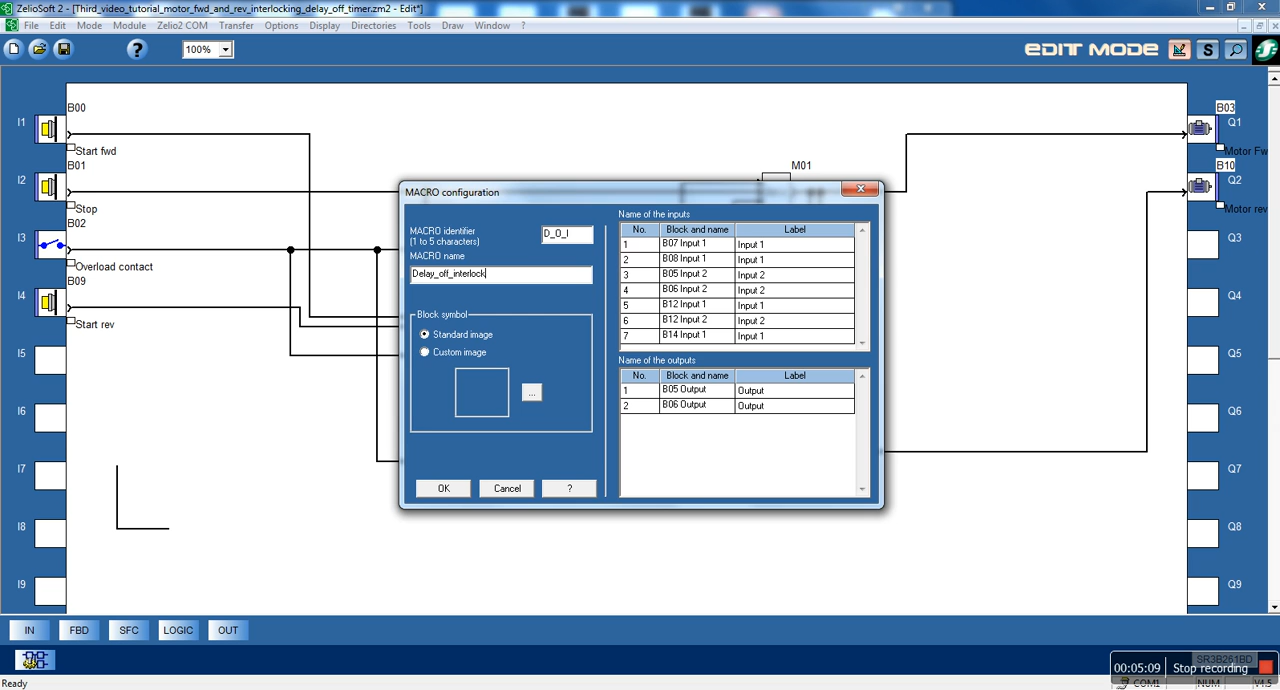 ZelioSoft 2 - [Third_video_tutorial_motor_fwd_and_rev_interlocking_delay_off_timer.zm2 - Edit*]
File Edit Mode Module Zelio2 COM Transfer Options Display Directories Tools Draw Window ?
? 100% EDIT MODE S
B00
I1
Start fwd
B01
I2
Stop
B02
I3
Overload contact
B09
I4
Start rev
I5
I6
I7
I8
I9
M01
MACRO configuration
MACRO identifier
(1 to 5 characters)
D_O_I
MACRO name
Delay_off_interlock
Block symbol
Standard image
Custom image
...
OK Cancel ?
Name of the inputs
No. Block and name Label
1 B07 Input 1 Input 1
2 B08 Input 1 Input 1
3 B05 Input 2 Input 2
4 B06 Input 2 Input 2
5 B12 Input 1 Input 1
6 B12 Input 2 Input 2
7 B14 Input 1 Input 1
Name of the outputs
No. Block and name Label
1 B05 Output Output
2 B06 Output Output
B03
Q1
Motor Fw
B10
Q2
Motor rev
Q3
Q4
Q5
Q6
Q7
Q8
Q9
IN FBD SFC LOGIC OUT
SR3B261BD
00:05:09 Stop recording
Ready COM1 NUM V4.5